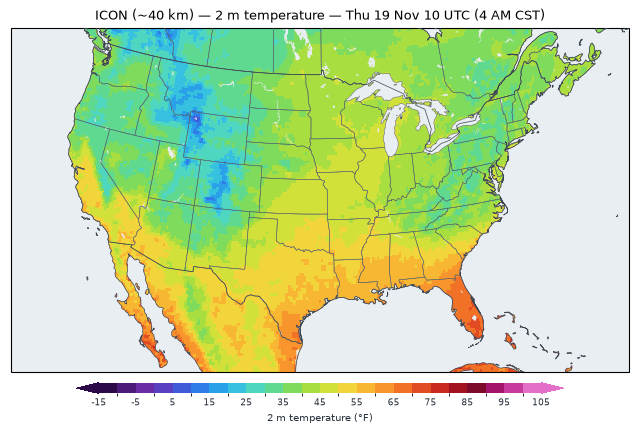 ICON (~40 km) — 2 m temperature — Thu 19 Nov 10 UTC (4 AM CST)
-15 -5 5 15 25 35 45 55 65 75 85 95 105
2 m temperature (°F)